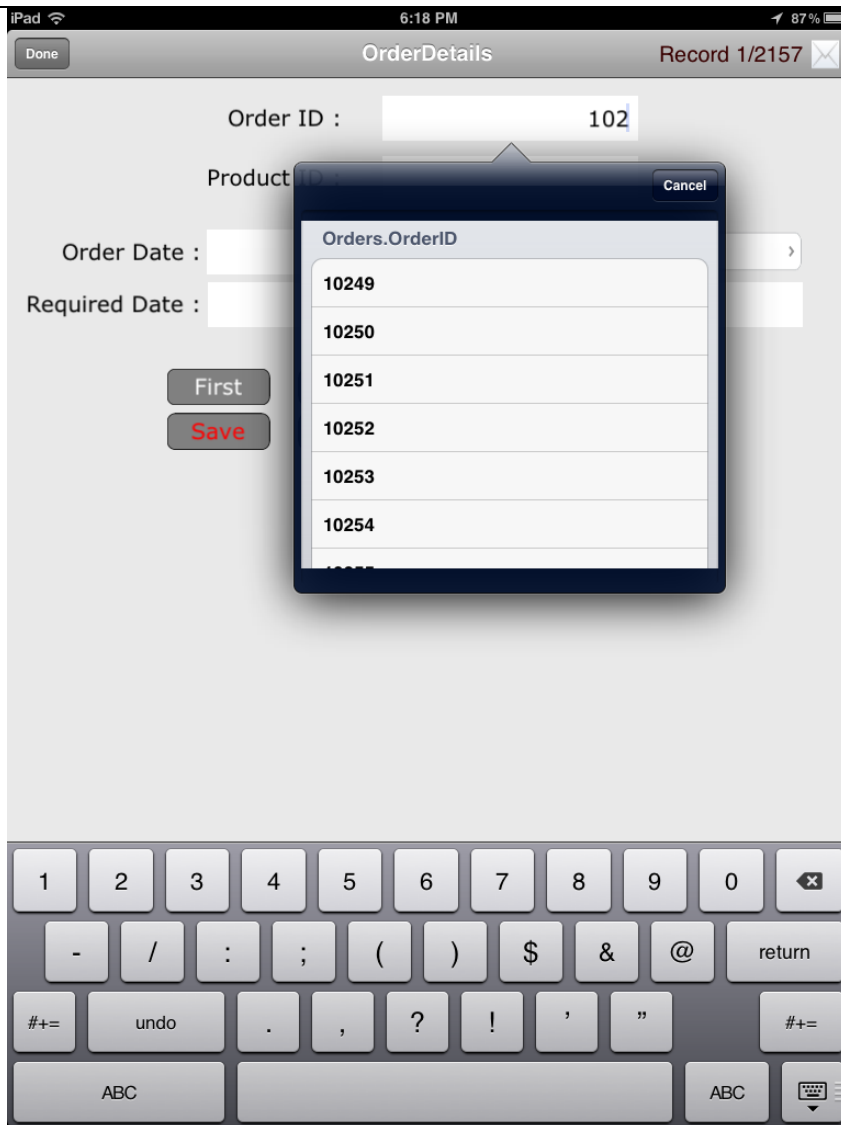 iPad 6:18 PM 87%
Done OrderDetails Record 1/2157
Order ID : 102
Product ID :
Cancel
Orders.OrderID
Order Date :
10249
Required Date :
10250
First
10251
Save
10252
10253
10254
1 2 3 4 5 6 7 8 9 0
- / : ; ( ) $ & @ return
#+= undo . , ? ! ’ ” #+=
ABC ABC